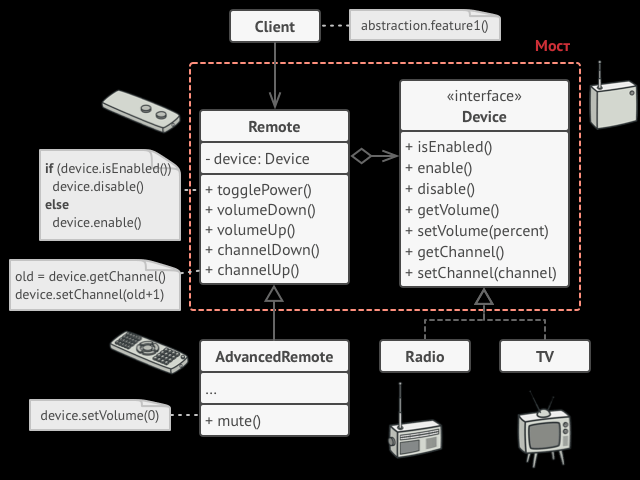 Client
abstraction.feature1()
Мост
«interface»
Device
+ isEnabled()
+ enable()
+ disable()
+ getVolume()
+ setVolume(percent)
+ getChannel()
+ setChannel(channel)
Remote
- device: Device
+ togglePower()
+ volumeDown()
+ volumeUp()
+ channelDown()
+ channelUp()
if (device.isEnabled())
device.disable()
else
device.enable()
old = device.getChannel()
device.setChannel(old+1)
AdvancedRemote
...
+ mute()
device.setVolume(0)
Radio
TV